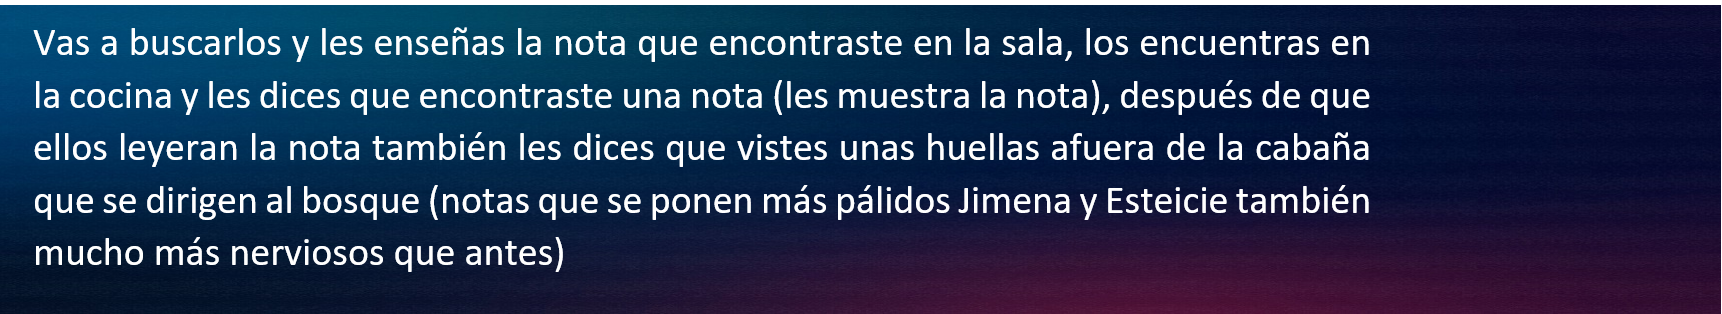 Vas a buscarlos y les enseñas la nota que encontraste en la sala, los encuentras en
la cocina y les dices que encontraste una nota (les muestra la nota), después de que
ellos leyeran la nota también les dices que vistes unas huellas afuera de la cabaña
que se dirigen al bosque (notas que se ponen más pálidos Jimena y Esteicie también
mucho más nerviosos que antes)